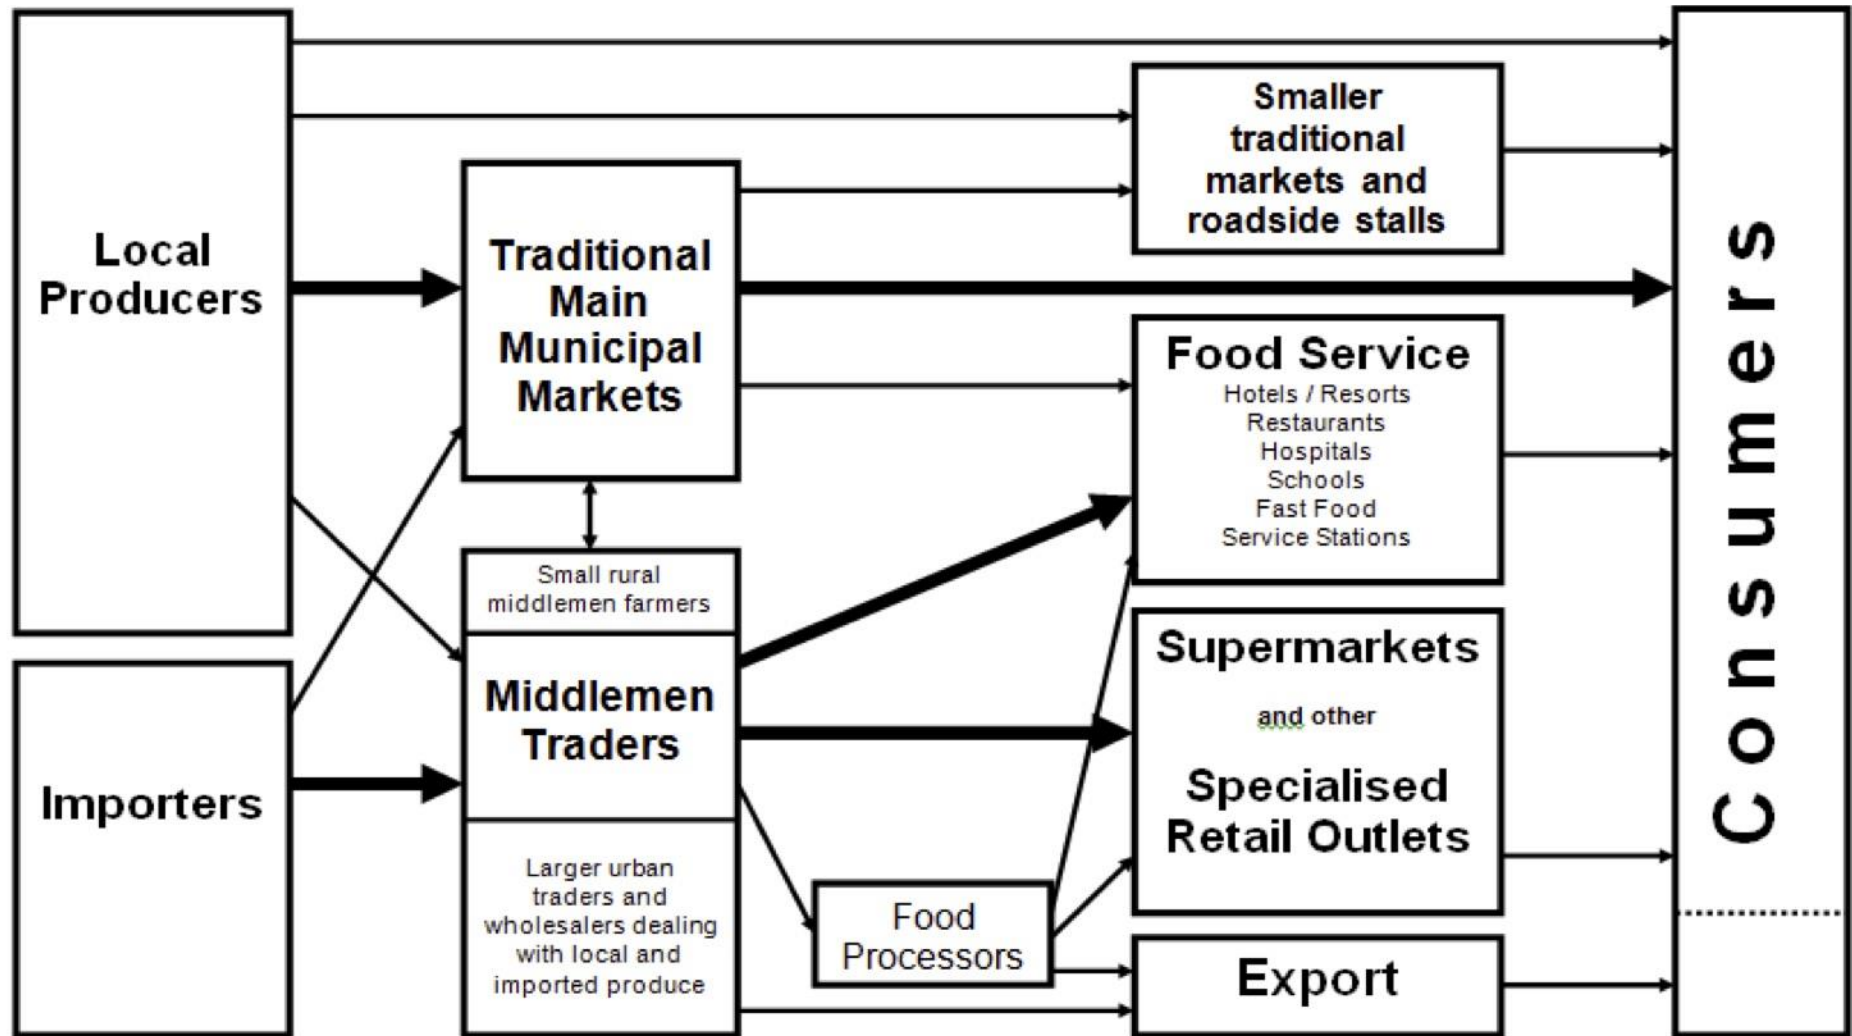 Local
Producers
Importers
Traditional
Main
Municipal
Markets
Small rural
middlemen farmers
Middlemen
Traders
Larger urban
traders and
wholesalers dealing
with local and
imported produce
Food
Processors
Smaller
traditional
markets and
roadside stalls
Food Service
Hotels / Resorts
Restaurants
Hospitals
Schools
Fast Food
Service Stations
Supermarkets
and other
Specialised
Retail Outlets
Export
Consumers